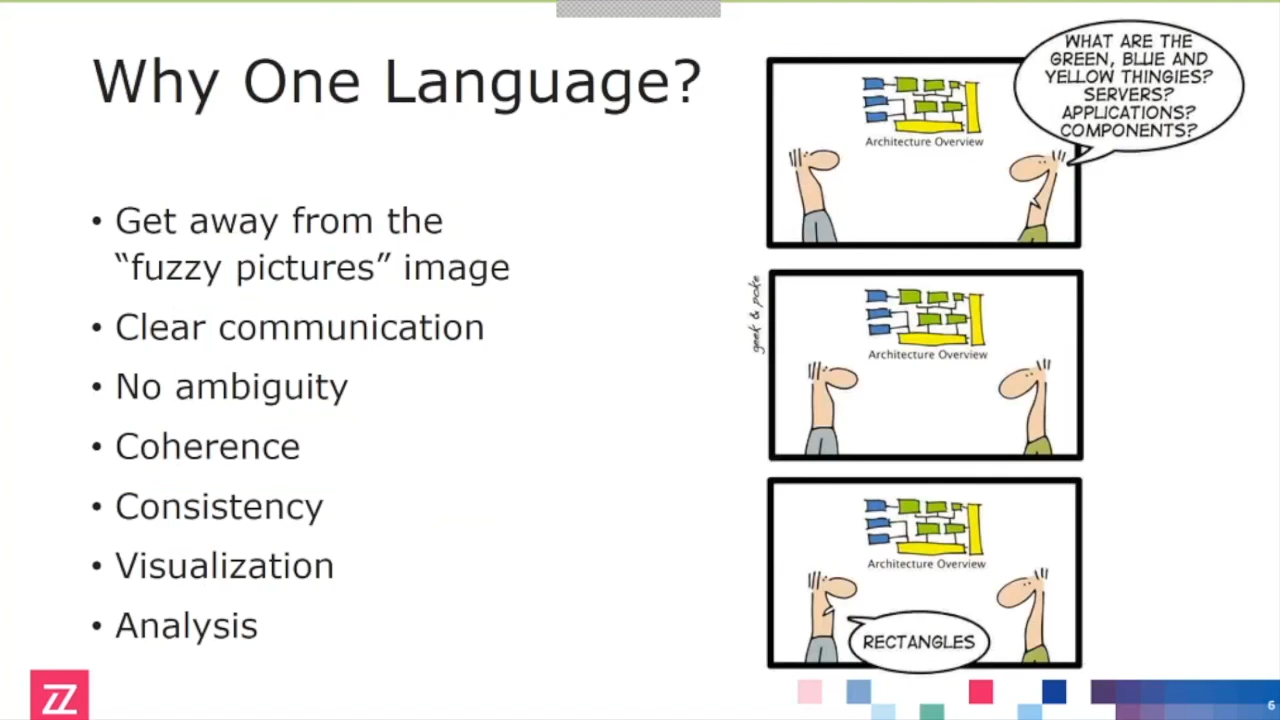 Why One Language?
• Get away from the
“fuzzy pictures” image
• Clear communication
• No ambiguity
• Coherence
• Consistency
• Visualization
• Analysis
WHAT ARE THE
GREEN, BLUE AND
YELLOW THINGIES?
SERVERS?
APPLICATIONS?
COMPONENTS?
Architecture Overview
geek & poke
Architecture Overview
Architecture Overview
RECTANGLES
6